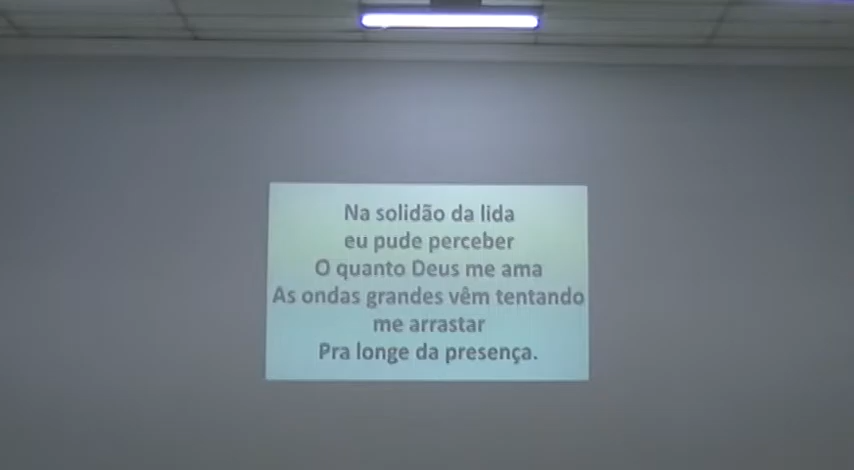 Na solidão da lida
eu pude perceber
O quanto Deus me ama
As ondas grandes vêm tentando
me arrastar
Pra longe da presença.